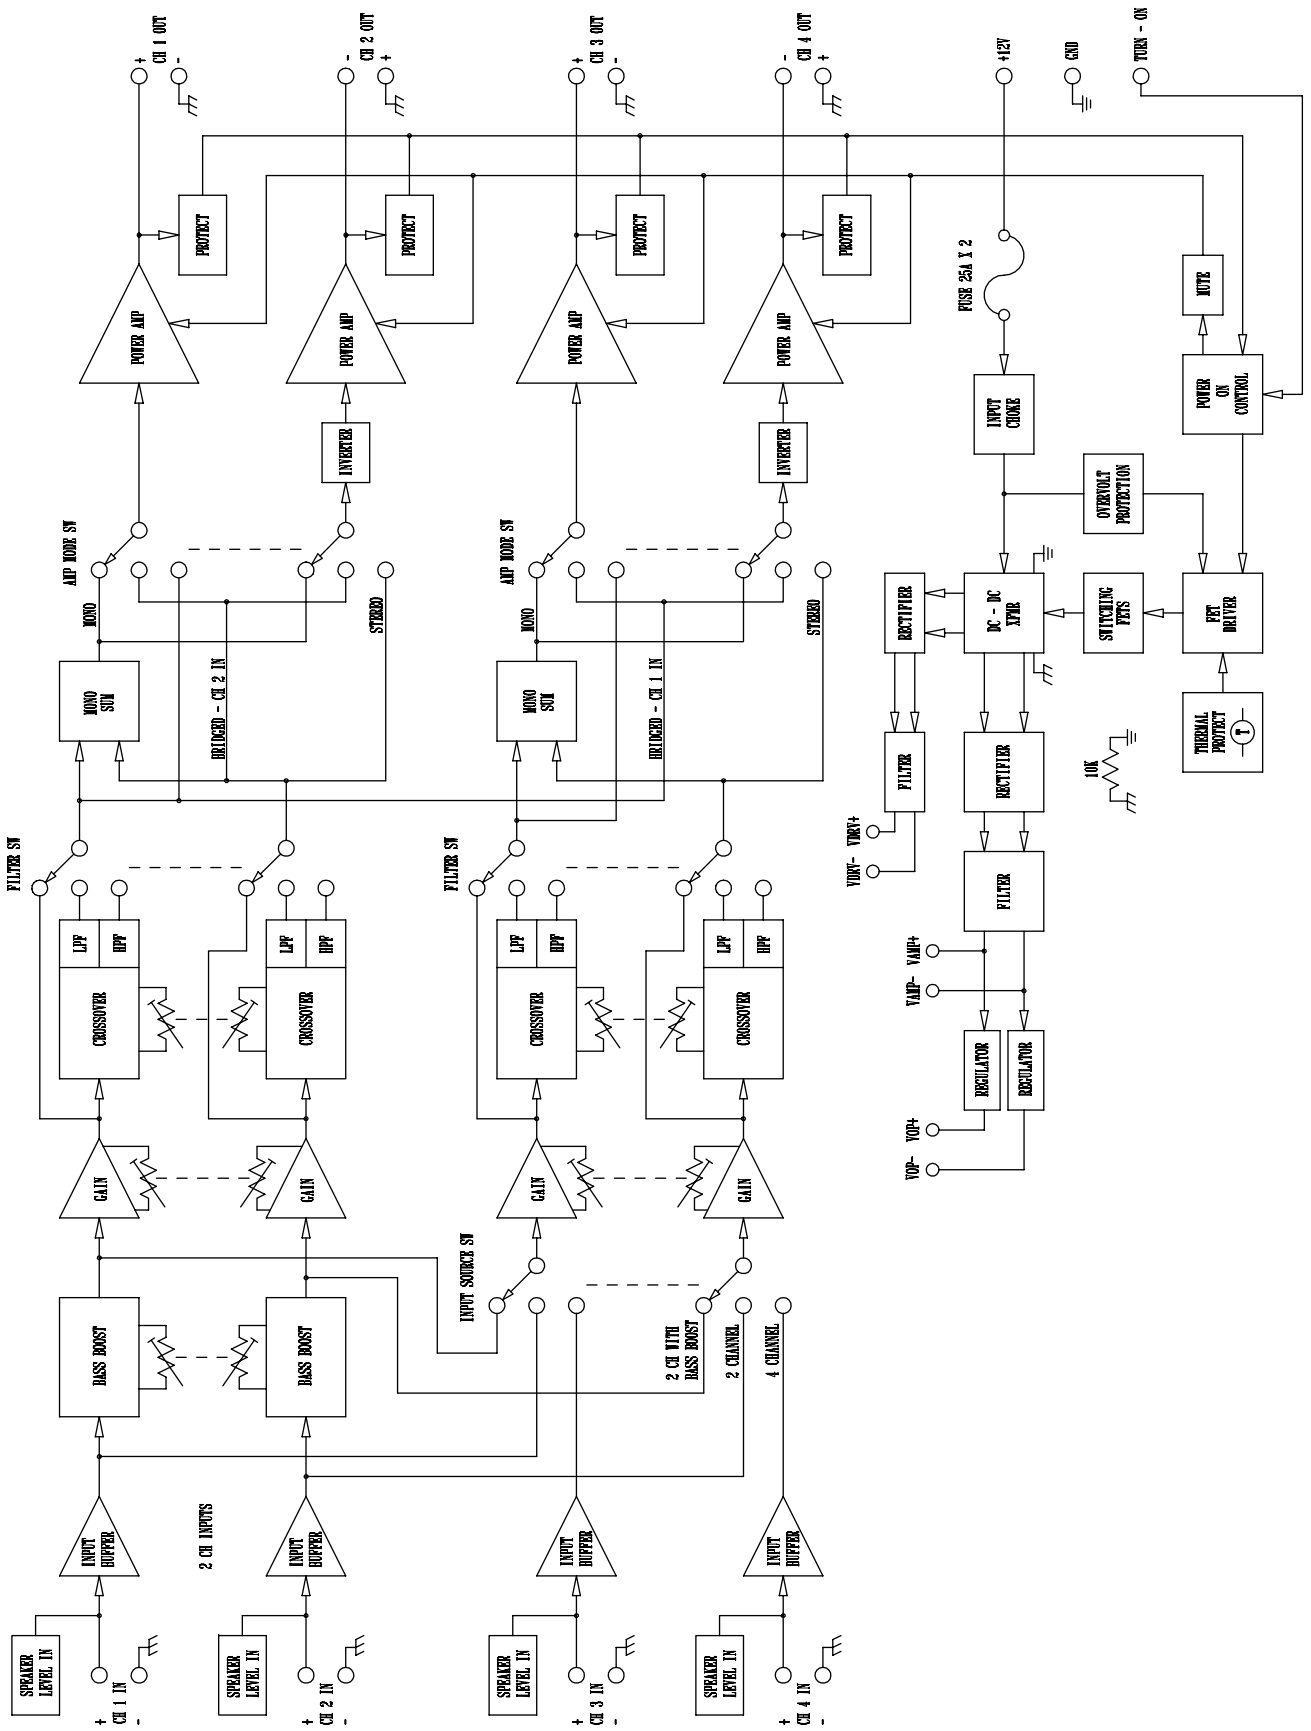 +
CH 1 OUT
-
-
CH 2 OUT
+
+
CH 3 OUT
-
-
CH 4 OUT
+
+12V
GND
TURN - ON
PROTECT
PROTECT
PROTECT
PROTECT
POWER AMP
POWER AMP
POWER AMP
POWER AMP
FUSE 25A X 2
MUTE
INVERTER
INVERTER
INPUT
CHOKE
POWER
ON
CONTROL
OVERVOLT
PROTECTION
AMP MODE SW
MONO
STEREO
AMP MODE SW
MONO
STEREO
MONO
SUM
BRIDGED - CH 2 IN
MONO
SUM
BRIDGED - CH 1 IN
RECTIFIER
DC - DC
XFMR
SWITCHING
FETS
FET
DRIVER
THERMAL
PROTECT
T
FILTER
RECTIFIER
10K
VDRV+
VDRV-
FILTER
VAMP+
VAMP-
REGULATOR
REGULATOR
VOP+
VOP-
FILTER SW
LPF
HPF
CROSSOVER
LPF
HPF
CROSSOVER
FILTER SW
LPF
HPF
CROSSOVER
LPF
HPF
CROSSOVER
GAIN
GAIN
GAIN
GAIN
INPUT SOURCE SW
BASS BOOST
BASS BOOST
2 CH WITH
BASS BOOST
2 CHANNEL
4 CHANNEL
INPUT
BUFFER
2 CH INPUTS
INPUT
BUFFER
INPUT
BUFFER
INPUT
BUFFER
SPEAKER
LEVEL IN
SPEAKER
LEVEL IN
SPEAKER
LEVEL IN
SPEAKER
LEVEL IN
+
CH 1 IN
-
+
CH 2 IN
-
+
CH 3 IN
-
+
CH 4 IN
-